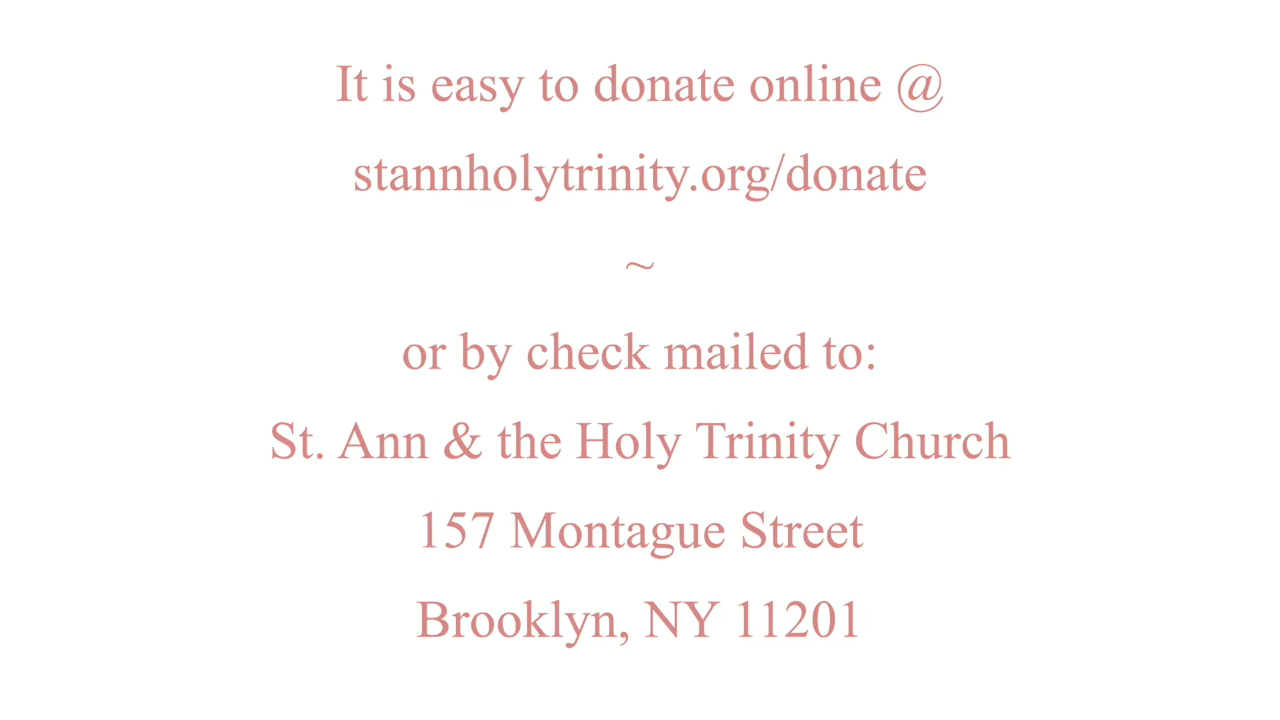 It is easy to donate online @
stannholytrinity.org/donate
~
or by check mailed to:
St. Ann & the Holy Trinity Church
157 Montague Street
Brooklyn, NY 11201